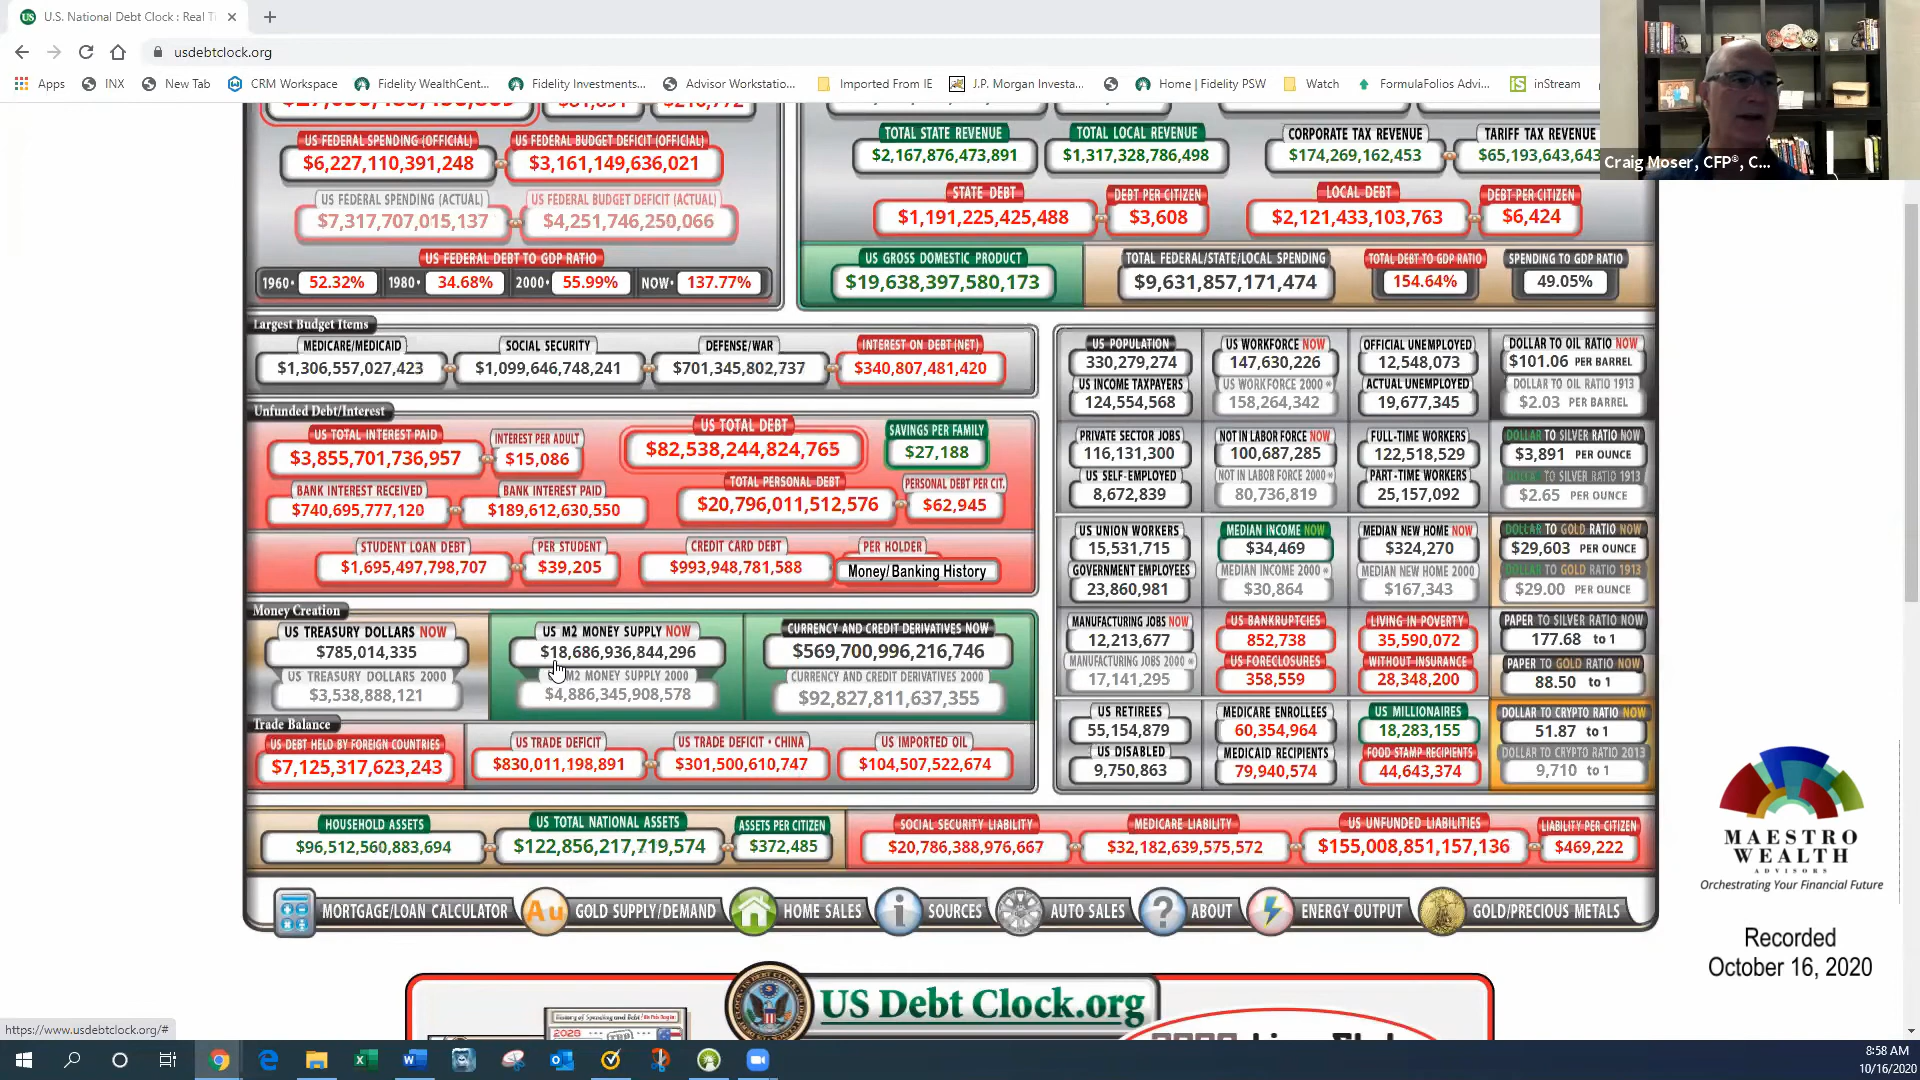 U.S. National Debt Clock : Real T
usdebtclock.org
Apps
INX
New Tab
CRM Workspace
Fidelity WealthCent...
Fidelity Investments...
Advisor Workstatio...
Imported From IE
J.P. Morgan Investa...
Home | Fidelity PSW
Watch
FormulaFolios Advi...
inStream
Craig Moser, CFP®, C...
US FEDERAL SPENDING (OFFICIAL)
$6,227,110,391,248
US FEDERAL BUDGET DEFICIT (OFFICIAL)
$3,161,149,636,021
US FEDERAL SPENDING (ACTUAL)
$7,317,707,015,137
US FEDERAL BUDGET DEFICIT (ACTUAL)
$4,251,746,250,066
US FEDERAL DEBT TO GDP RATIO
1960• 52.32% 1980• 34.68% 2000• 55.99% NOW• 137.77%
TOTAL STATE REVENUE
$2,167,876,473,891
TOTAL LOCAL REVENUE
$1,317,328,786,498
CORPORATE TAX REVENUE
$174,269,162,453
TARIFF TAX REVENUE
$65,193,643,643
STATE DEBT
$1,191,225,425,488
DEBT PER CITIZEN
$3,608
LOCAL DEBT
$2,121,433,103,763
DEBT PER CITIZEN
$6,424
US GROSS DOMESTIC PRODUCT
$19,638,397,580,173
TOTAL FEDERAL/STATE/LOCAL SPENDING
$9,631,857,171,474
TOTAL DEBT TO GDP RATIO
154.64%
SPENDING TO GDP RATIO
49.05%
Largest Budget Items
MEDICARE/MEDICAID
$1,306,557,027,423
SOCIAL SECURITY
$1,099,646,748,241
DEFENSE/WAR
$701,345,802,737
INTEREST ON DEBT (NET)
$340,807,481,420
Unfunded Debt/Interest
US TOTAL INTEREST PAID
$3,855,701,736,957
INTEREST PER ADULT
$15,086
US TOTAL DEBT
$82,538,244,824,765
SAVINGS PER FAMILY
$27,188
BANK INTEREST RECEIVED
$740,695,777,120
BANK INTEREST PAID
$189,612,630,550
TOTAL PERSONAL DEBT
$20,796,011,512,576
PERSONAL DEBT PER CIT.
$62,945
STUDENT LOAN DEBT
$1,695,497,798,707
PER STUDENT
$39,205
CREDIT CARD DEBT
$993,948,781,588
PER HOLDER
Money/Banking History
Money Creation
US TREASURY DOLLARS NOW
$785,014,335
US TREASURY DOLLARS 2000
$3,538,888,121
US M2 MONEY SUPPLY NOW
$18,686,936,844,296
M2 MONEY SUPPLY 2000
$4,886,345,908,578
CURRENCY AND CREDIT DERIVATIVES NOW
$569,700,996,216,746
CURRENCY AND CREDIT DERIVATIVES 2000
$92,827,811,637,355
Trade Balance
US DEBT HELD BY FOREIGN COUNTRIES
$7,125,317,623,243
US TRADE DEFICIT
$830,011,198,891
US TRADE DEFICIT • CHINA
$301,500,610,747
US IMPORTED OIL
$104,507,522,674
US POPULATION
330,279,274
US INCOME TAXPAYERS
124,554,568
US WORKFORCE NOW
147,630,226
US WORKFORCE 2000 *
158,264,342
OFFICIAL UNEMPLOYED
12,548,073
ACTUAL UNEMPLOYED
19,677,345
DOLLAR TO OIL RATIO NOW
$101.06 PER BARREL
DOLLAR TO OIL RATIO 1913
$2.03 PER BARREL
PRIVATE SECTOR JOBS
116,131,300
US SELF-EMPLOYED
8,672,839
NOT IN LABOR FORCE NOW
100,687,285
NOT IN LABOR FORCE 2000 *
80,736,819
FULL-TIME WORKERS
122,518,529
PART-TIME WORKERS
25,157,092
DOLLAR TO SILVER RATIO NOW
$3,891 PER OUNCE
DOLLAR TO SILVER RATIO 1913
$2.65 PER OUNCE
US UNION WORKERS
15,531,715
GOVERNMENT EMPLOYEES
23,860,981
MEDIAN INCOME NOW
$34,469
MEDIAN INCOME 2000 *
$30,864
MEDIAN NEW HOME NOW
$324,270
MEDIAN NEW HOME 2000
$167,343
DOLLAR TO GOLD RATIO NOW
$29,603 PER OUNCE
DOLLAR TO GOLD RATIO 1913
$29.00 PER OUNCE
MANUFACTURING JOBS NOW
12,213,677
MANUFACTURING JOBS 2000 *
17,141,295
US BANKRUPTCIES
852,738
US FORECLOSURES
358,559
LIVING IN POVERTY
35,590,072
WITHOUT INSURANCE
28,348,200
PAPER TO SILVER RATIO NOW
177.68 to 1
PAPER TO GOLD RATIO NOW
88.50 to 1
US RETIREES
55,154,879
US DISABLED
9,750,863
MEDICARE ENROLLEES
60,354,964
MEDICAID RECIPIENTS
79,940,574
US MILLIONAIRES
18,283,155
FOOD STAMP RECIPIENTS
44,643,374
DOLLAR TO CRYPTO RATIO NOW
51.87 to 1
DOLLAR TO CRYPTO RATIO 2013
9,710 to 1
HOUSEHOLD ASSETS
$96,512,560,883,694
US TOTAL NATIONAL ASSETS
$122,856,217,719,574
ASSETS PER CITIZEN
$372,485
SOCIAL SECURITY LIABILITY
$20,786,388,976,667
MEDICARE LIABILITY
$32,182,639,575,572
US UNFUNDED LIABILITIES
$155,008,851,157,136
LIABILITY PER CITIZEN
$469,222
MORTGAGE/LOAN CALCULATOR
Au GOLD SUPPLY/DEMAND
HOME SALES
SOURCES
AUTO SALES
ABOUT
ENERGY OUTPUT
GOLD/PRECIOUS METALS
US Debt Clock.org
MAESTRO
WEALTH
ADVISORS
Orchestrating Your Financial Future
Recorded
October 16, 2020
https://www.usdebtclock.org/#
8:58 AM
10/16/2020